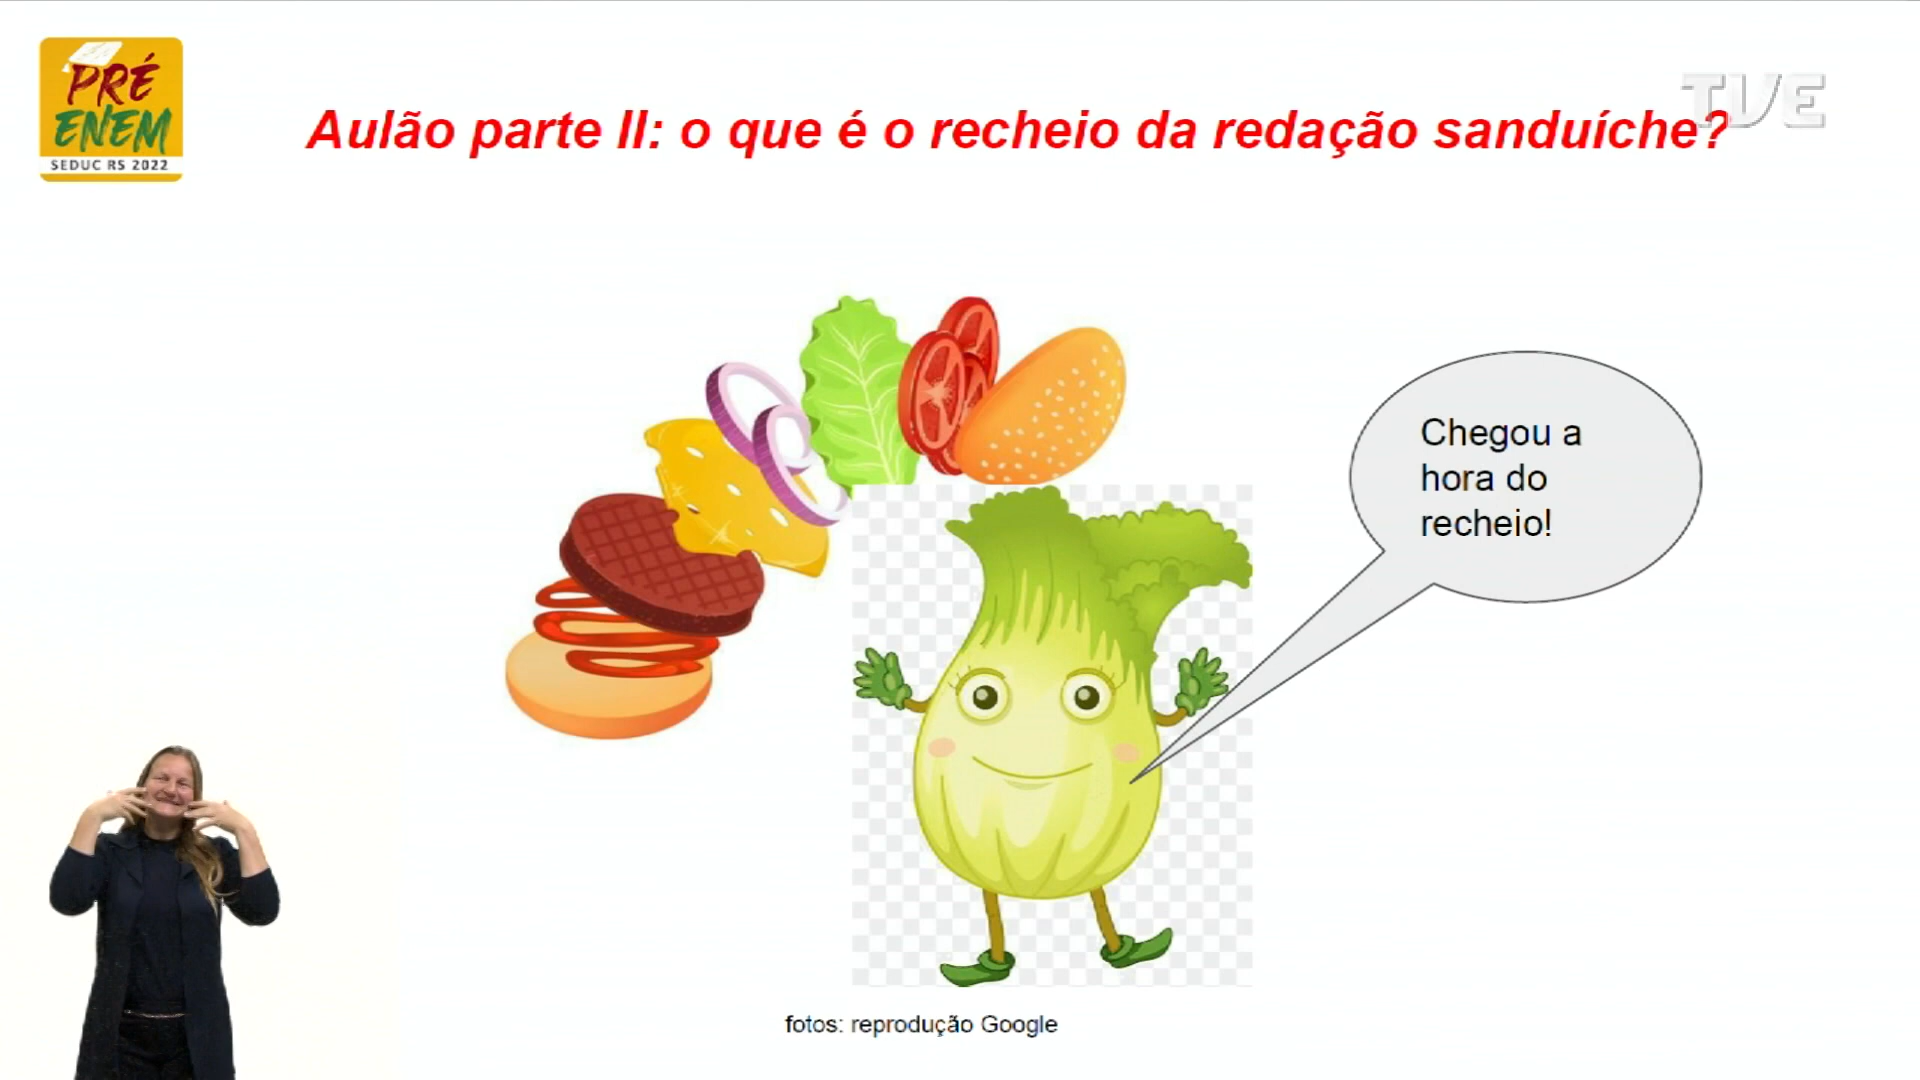 PRÉ
ENEM
SEDUC RS 2022
TVE
Aulão parte II: o que é o recheio da redação sanduíche?
Chegou a
hora do
recheio!
fotos: reprodução Google